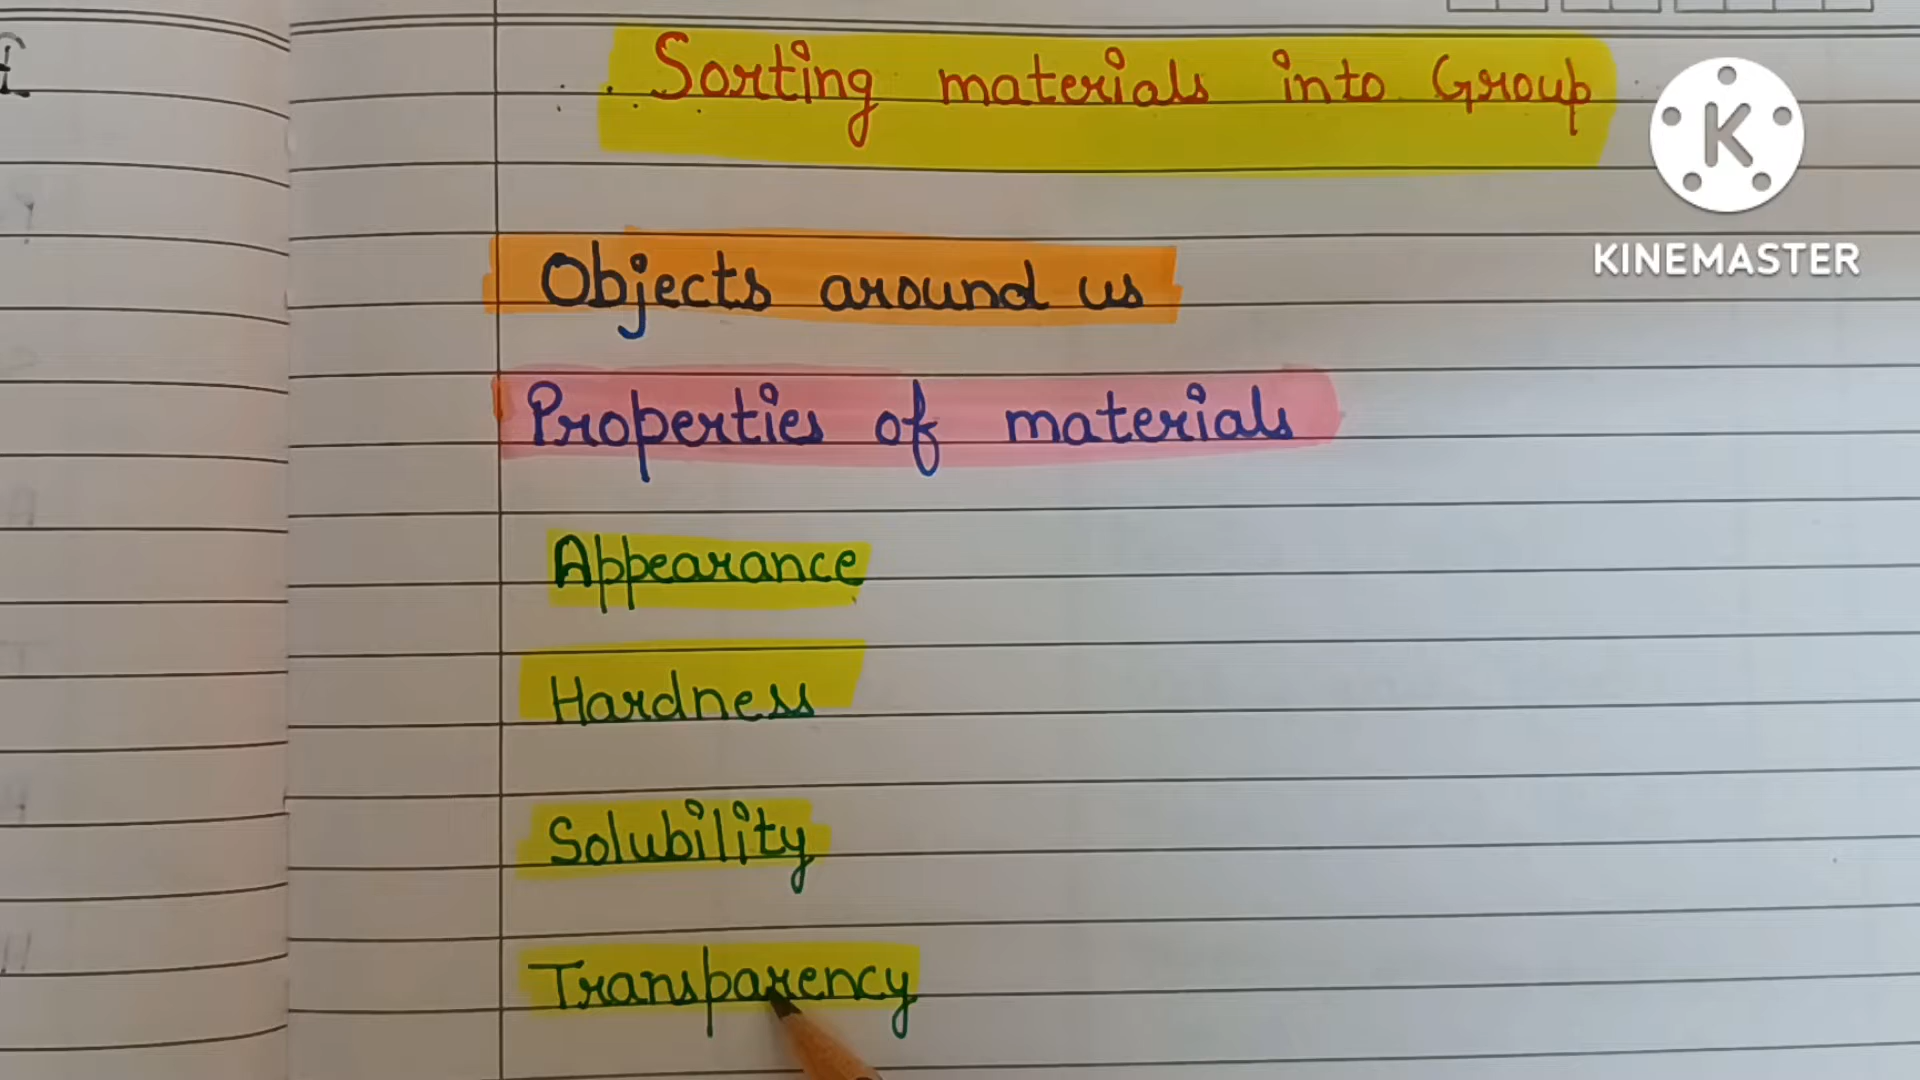 Sorting materials into Group
K
KINEMASTER
Objects around us
Properties of materials
Appearance
Hardness
Solubility
Transparency